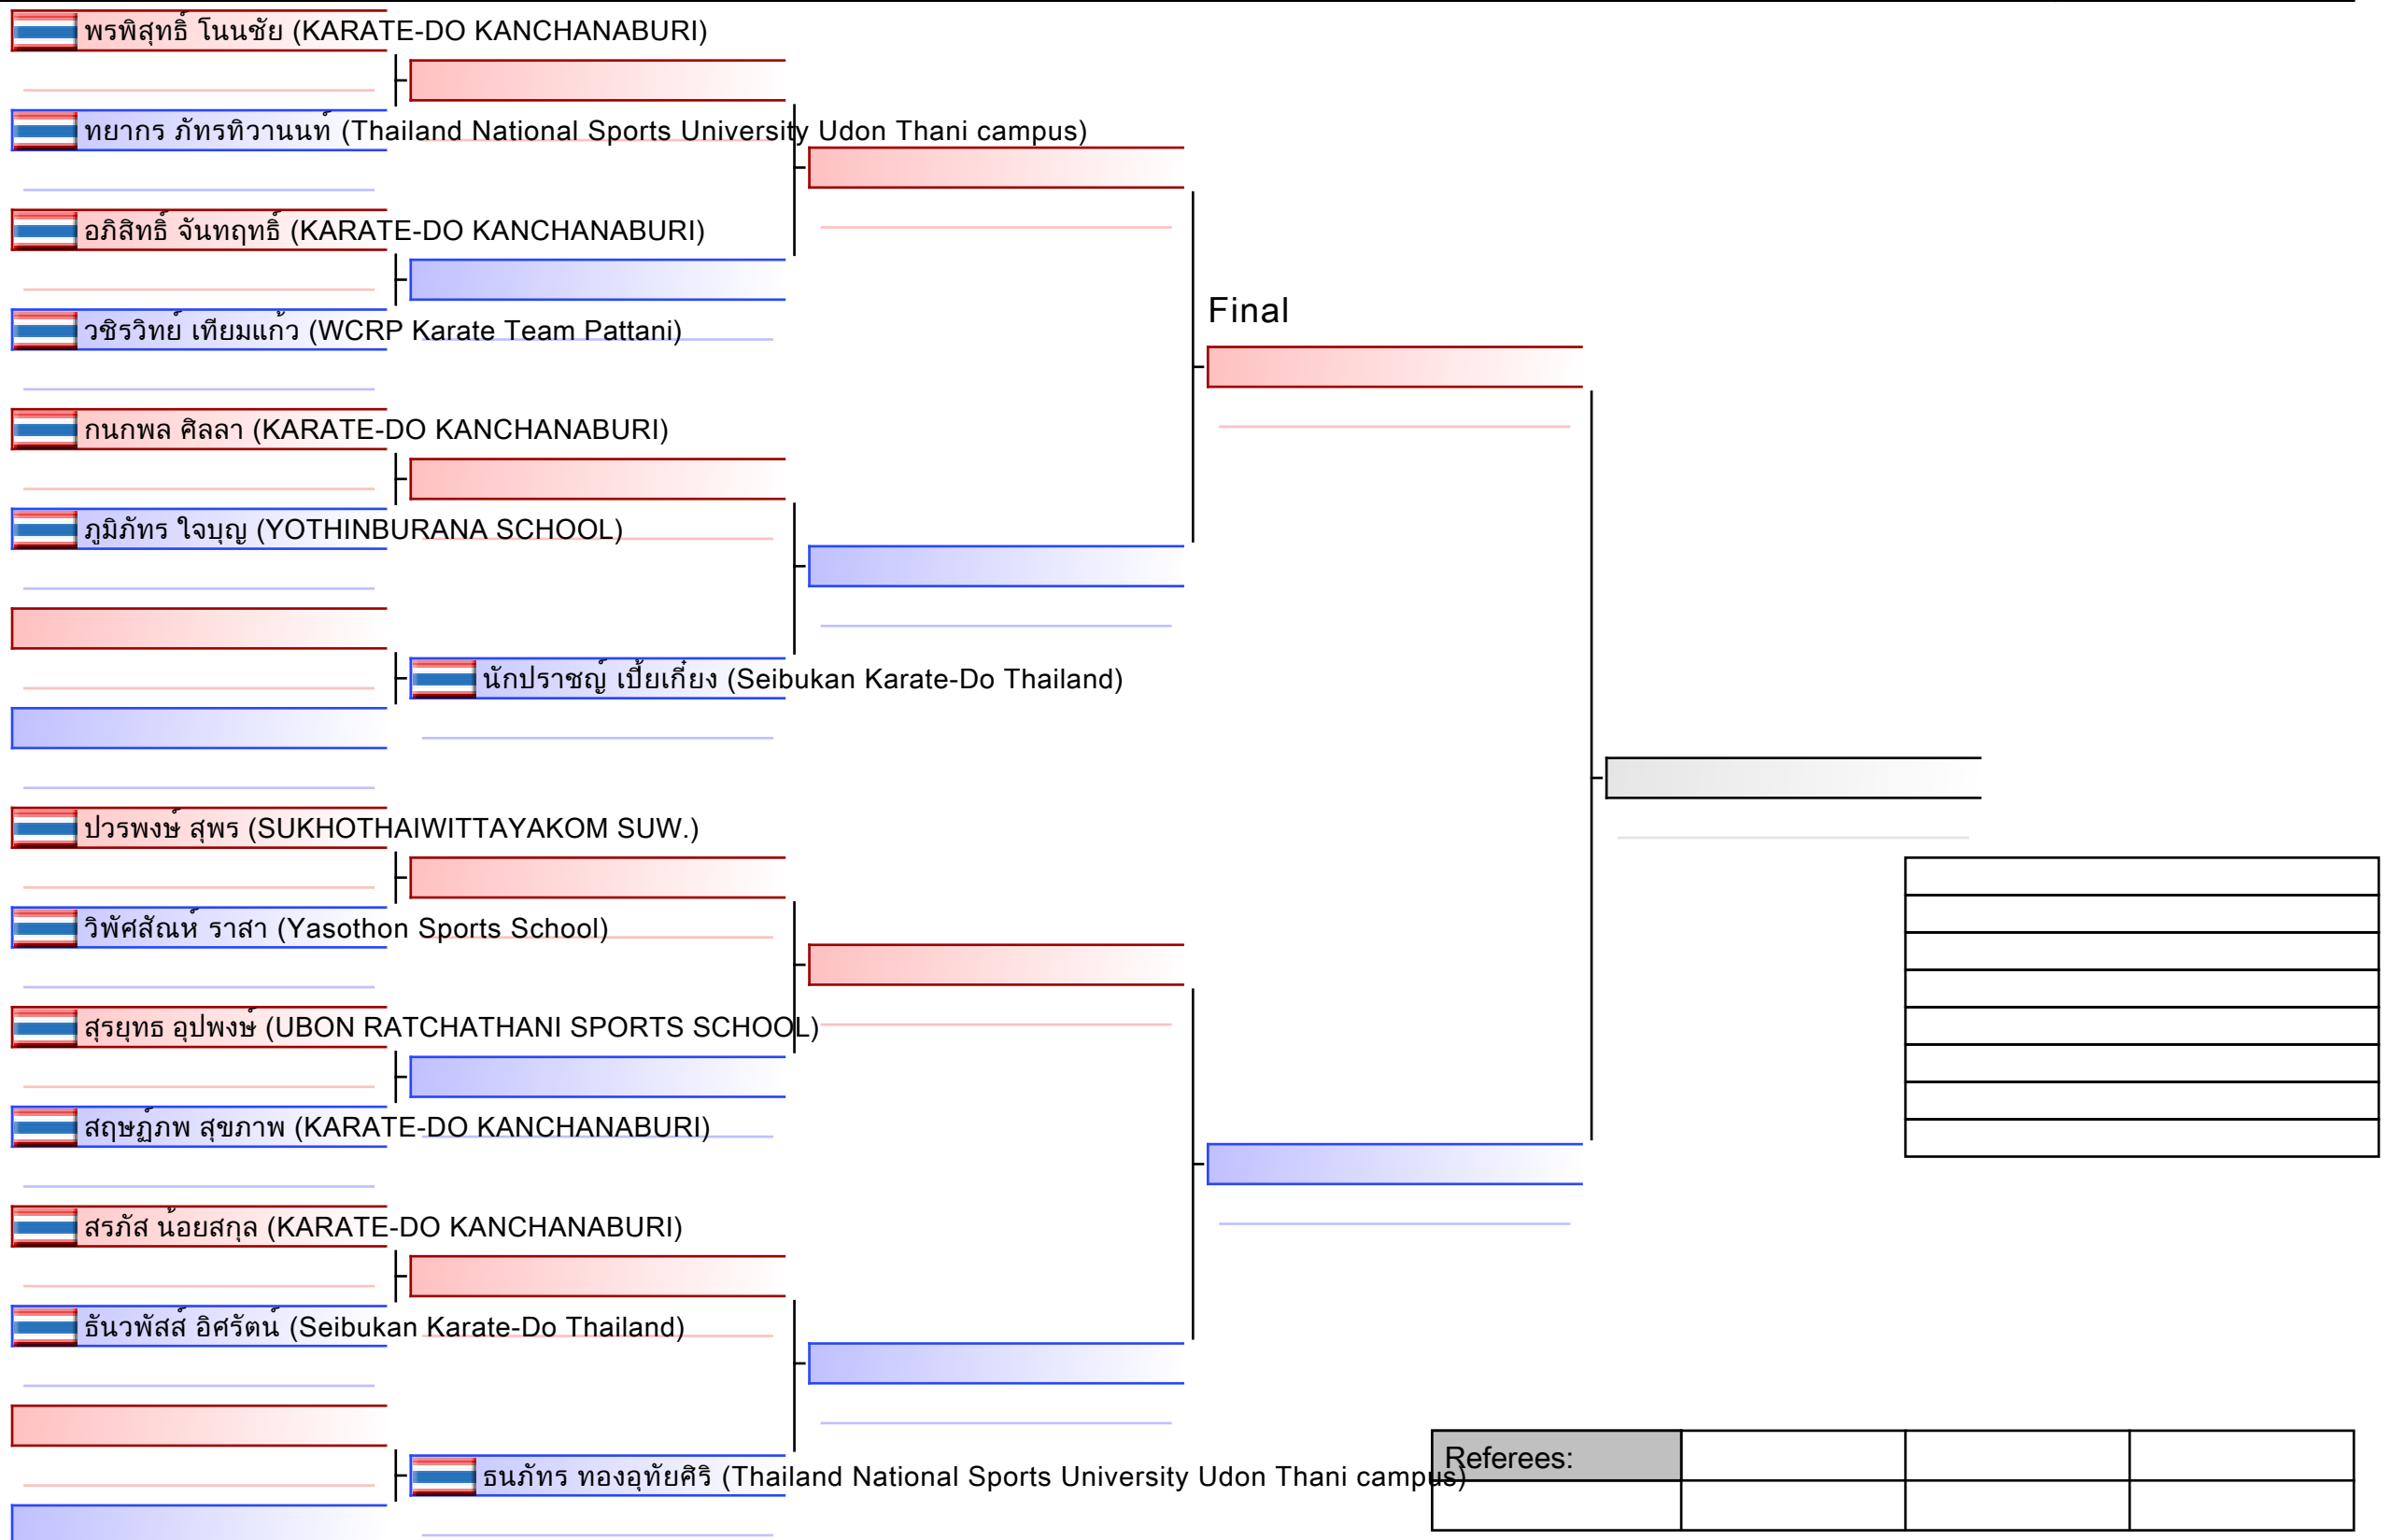 พรพิสุทธิ์ โนนชัย (KARATE-DO KANCHANABURI)
ทยากร ภัทรทิวานนท์ (Thailand National Sports University Udon Thani campus)
อภิสิทธิ์ จันทฤทธิ์ (KARATE-DO KANCHANABURI)
Final
วชิรวิทย์ เทียมแก้ว (WCRP Karate Team Pattani)
กนกพล ศิลลา (KARATE-DO KANCHANABURI)
ภูมิภัทร ใจบุญ (YOTHINBURANA SCHOOL)
นักปราชญ์ เปี้ยเกี๋ยง (Seibukan Karate-Do Thailand)
ปวรพงษ์ สุพร (SUKHOTHAIWITTAYAKOM SUW.)
วิพัศสัณห์ ราสา (Yasothon Sports School)
สุรยุทธ อุปพงษ์ (UBON RATCHATHANI SPORTS SCHOOL)
สฤษฏ์ภพ สุขภาพ (KARATE-DO KANCHANABURI)
สรภัส น้อยสกุล (KARATE-DO KANCHANABURI)
ธันวพัสส์ อิศรัตน์ (Seibukan Karate-Do Thailand)
Referees:
ธนภัทร ทองอุทัยศิริ (Thailand National Sports University Udon Thani campus)